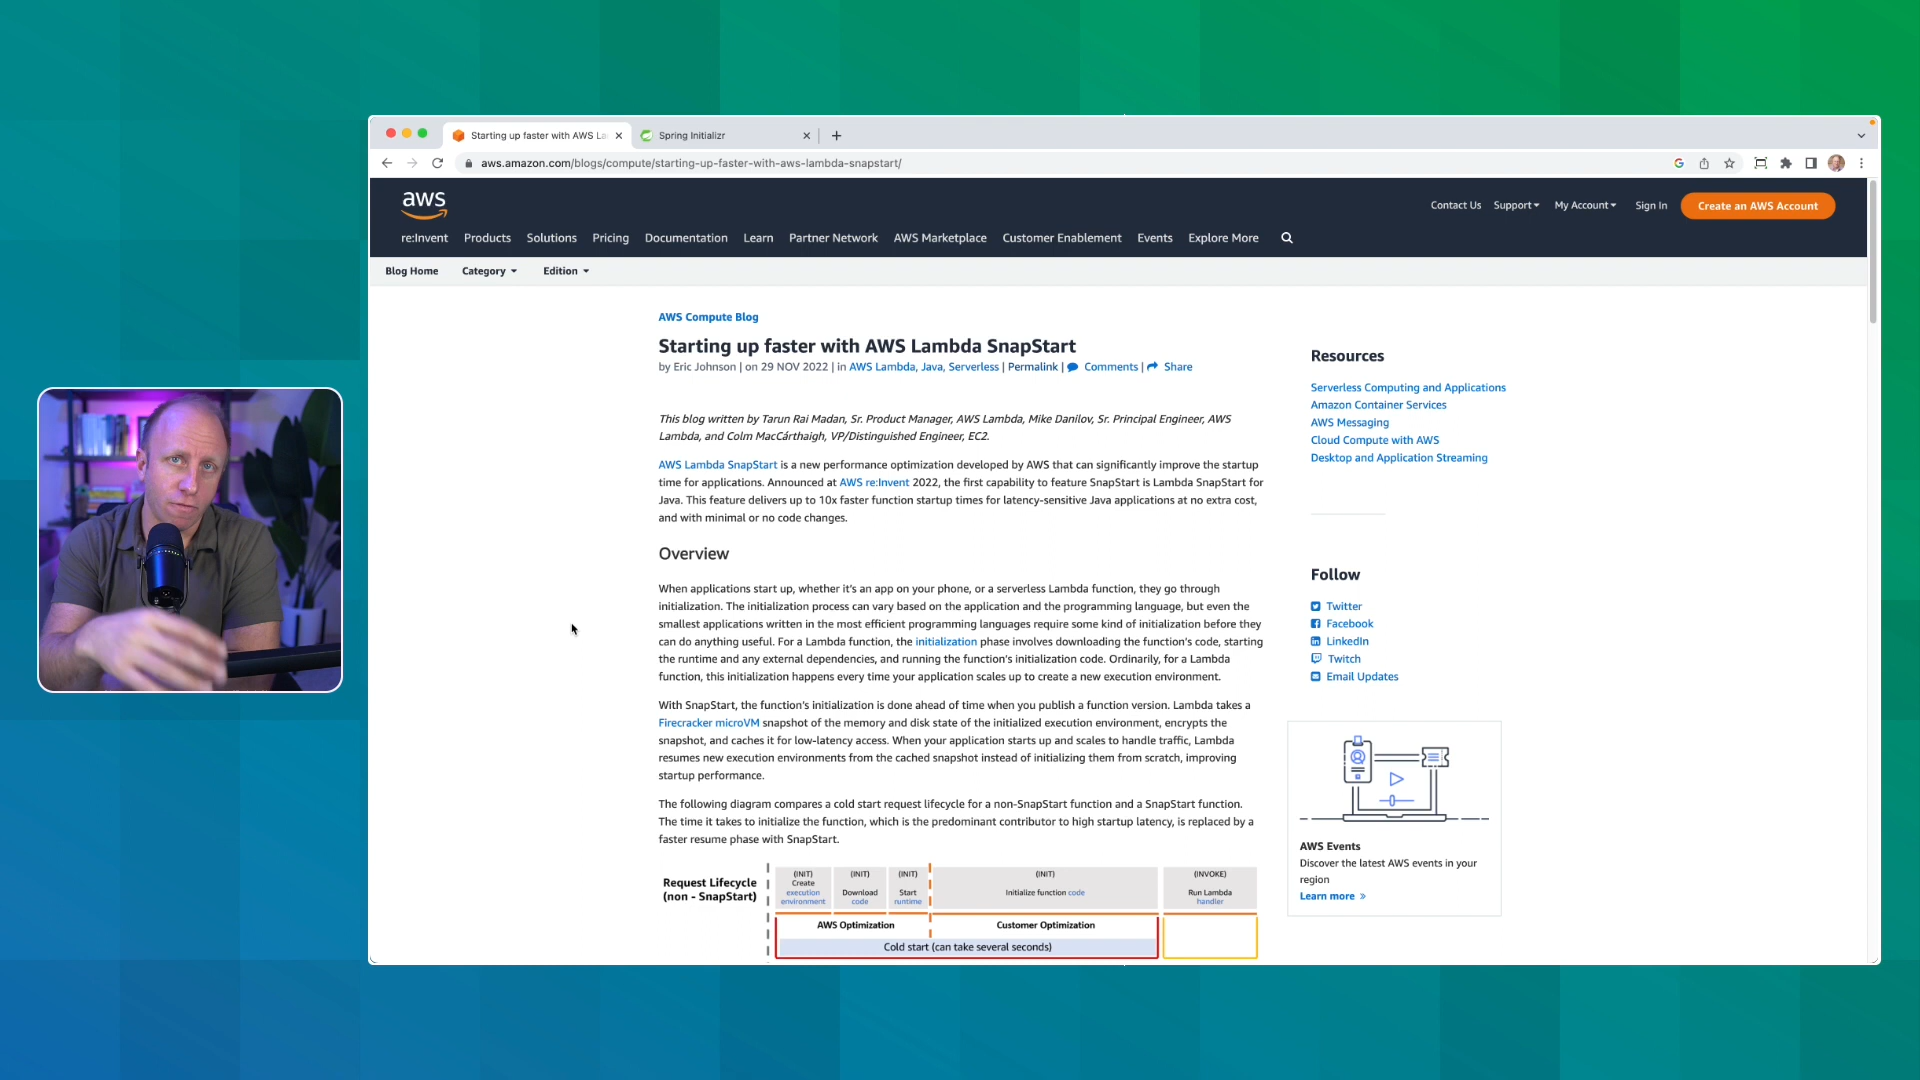 Starting up faster with AWS La
Spring Initializr
aws.amazon.com/blogs/compute/starting-up-faster-with-aws-lambda-snapstart/
aws
Contact Us Support My Account Sign In Create an AWS Account
re:Invent Products Solutions Pricing Documentation Learn Partner Network AWS Marketplace Customer Enablement Events Explore More
Blog Home Category Edition
AWS Compute Blog
Starting up faster with AWS Lambda SnapStart
by Eric Johnson | on 29 NOV 2022 | in AWS Lambda, Java, Serverless | Permalink | Comments | Share
This blog written by Tarun Rai Madan, Sr. Product Manager, AWS Lambda, Mike Danilov, Sr. Principal Engineer, AWS
Lambda, and Colm MacCárthaigh, VP/Distinguished Engineer, EC2.
AWS Lambda SnapStart is a new performance optimization developed by AWS that can significantly improve the startup
time for applications. Announced at AWS re:Invent 2022, the first capability to feature SnapStart is Lambda SnapStart for
Java. This feature delivers up to 10x faster function startup times for latency-sensitive Java applications at no extra cost,
and with minimal or no code changes.
Overview
When applications start up, whether it's an app on your phone, or a serverless Lambda function, they go through
initialization. The initialization process can vary based on the application and the programming language, but even the
smallest applications written in the most efficient programming languages require some kind of initialization before they
can do anything useful. For a Lambda function, the initialization phase involves downloading the function's code, starting
the runtime and any external dependencies, and running the function's initialization code. Ordinarily, for a Lambda
function, this initialization happens every time your application scales up to create a new execution environment.
With SnapStart, the function's initialization is done ahead of time when you publish a function version. Lambda takes a
Firecracker microVM snapshot of the memory and disk state of the initialized execution environment, encrypts the
snapshot, and caches it for low-latency access. When your application starts up and scales to handle traffic, Lambda
resumes new execution environments from the cached snapshot instead of initializing them from scratch, improving
startup performance.
The following diagram compares a cold start request lifecycle for a non-SnapStart function and a SnapStart function.
The time it takes to initialize the function, which is the predominant contributor to high startup latency, is replaced by a
faster resume phase with SnapStart.
Request Lifecycle
(non - SnapStart)
(INIT)
Create
execution
environment
(INIT)
Download
code
(INIT)
Start
runtime
(INIT)
Initialize function code
(INVOKE)
Run Lambda
handler
AWS Optimization
Customer Optimization
Cold start (can take several seconds)
Resources
Serverless Computing and Applications
Amazon Container Services
AWS Messaging
Cloud Compute with AWS
Desktop and Application Streaming
Follow
Twitter
Facebook
LinkedIn
Twitch
Email Updates
AWS Events
Discover the latest AWS events in your
region
Learn more »